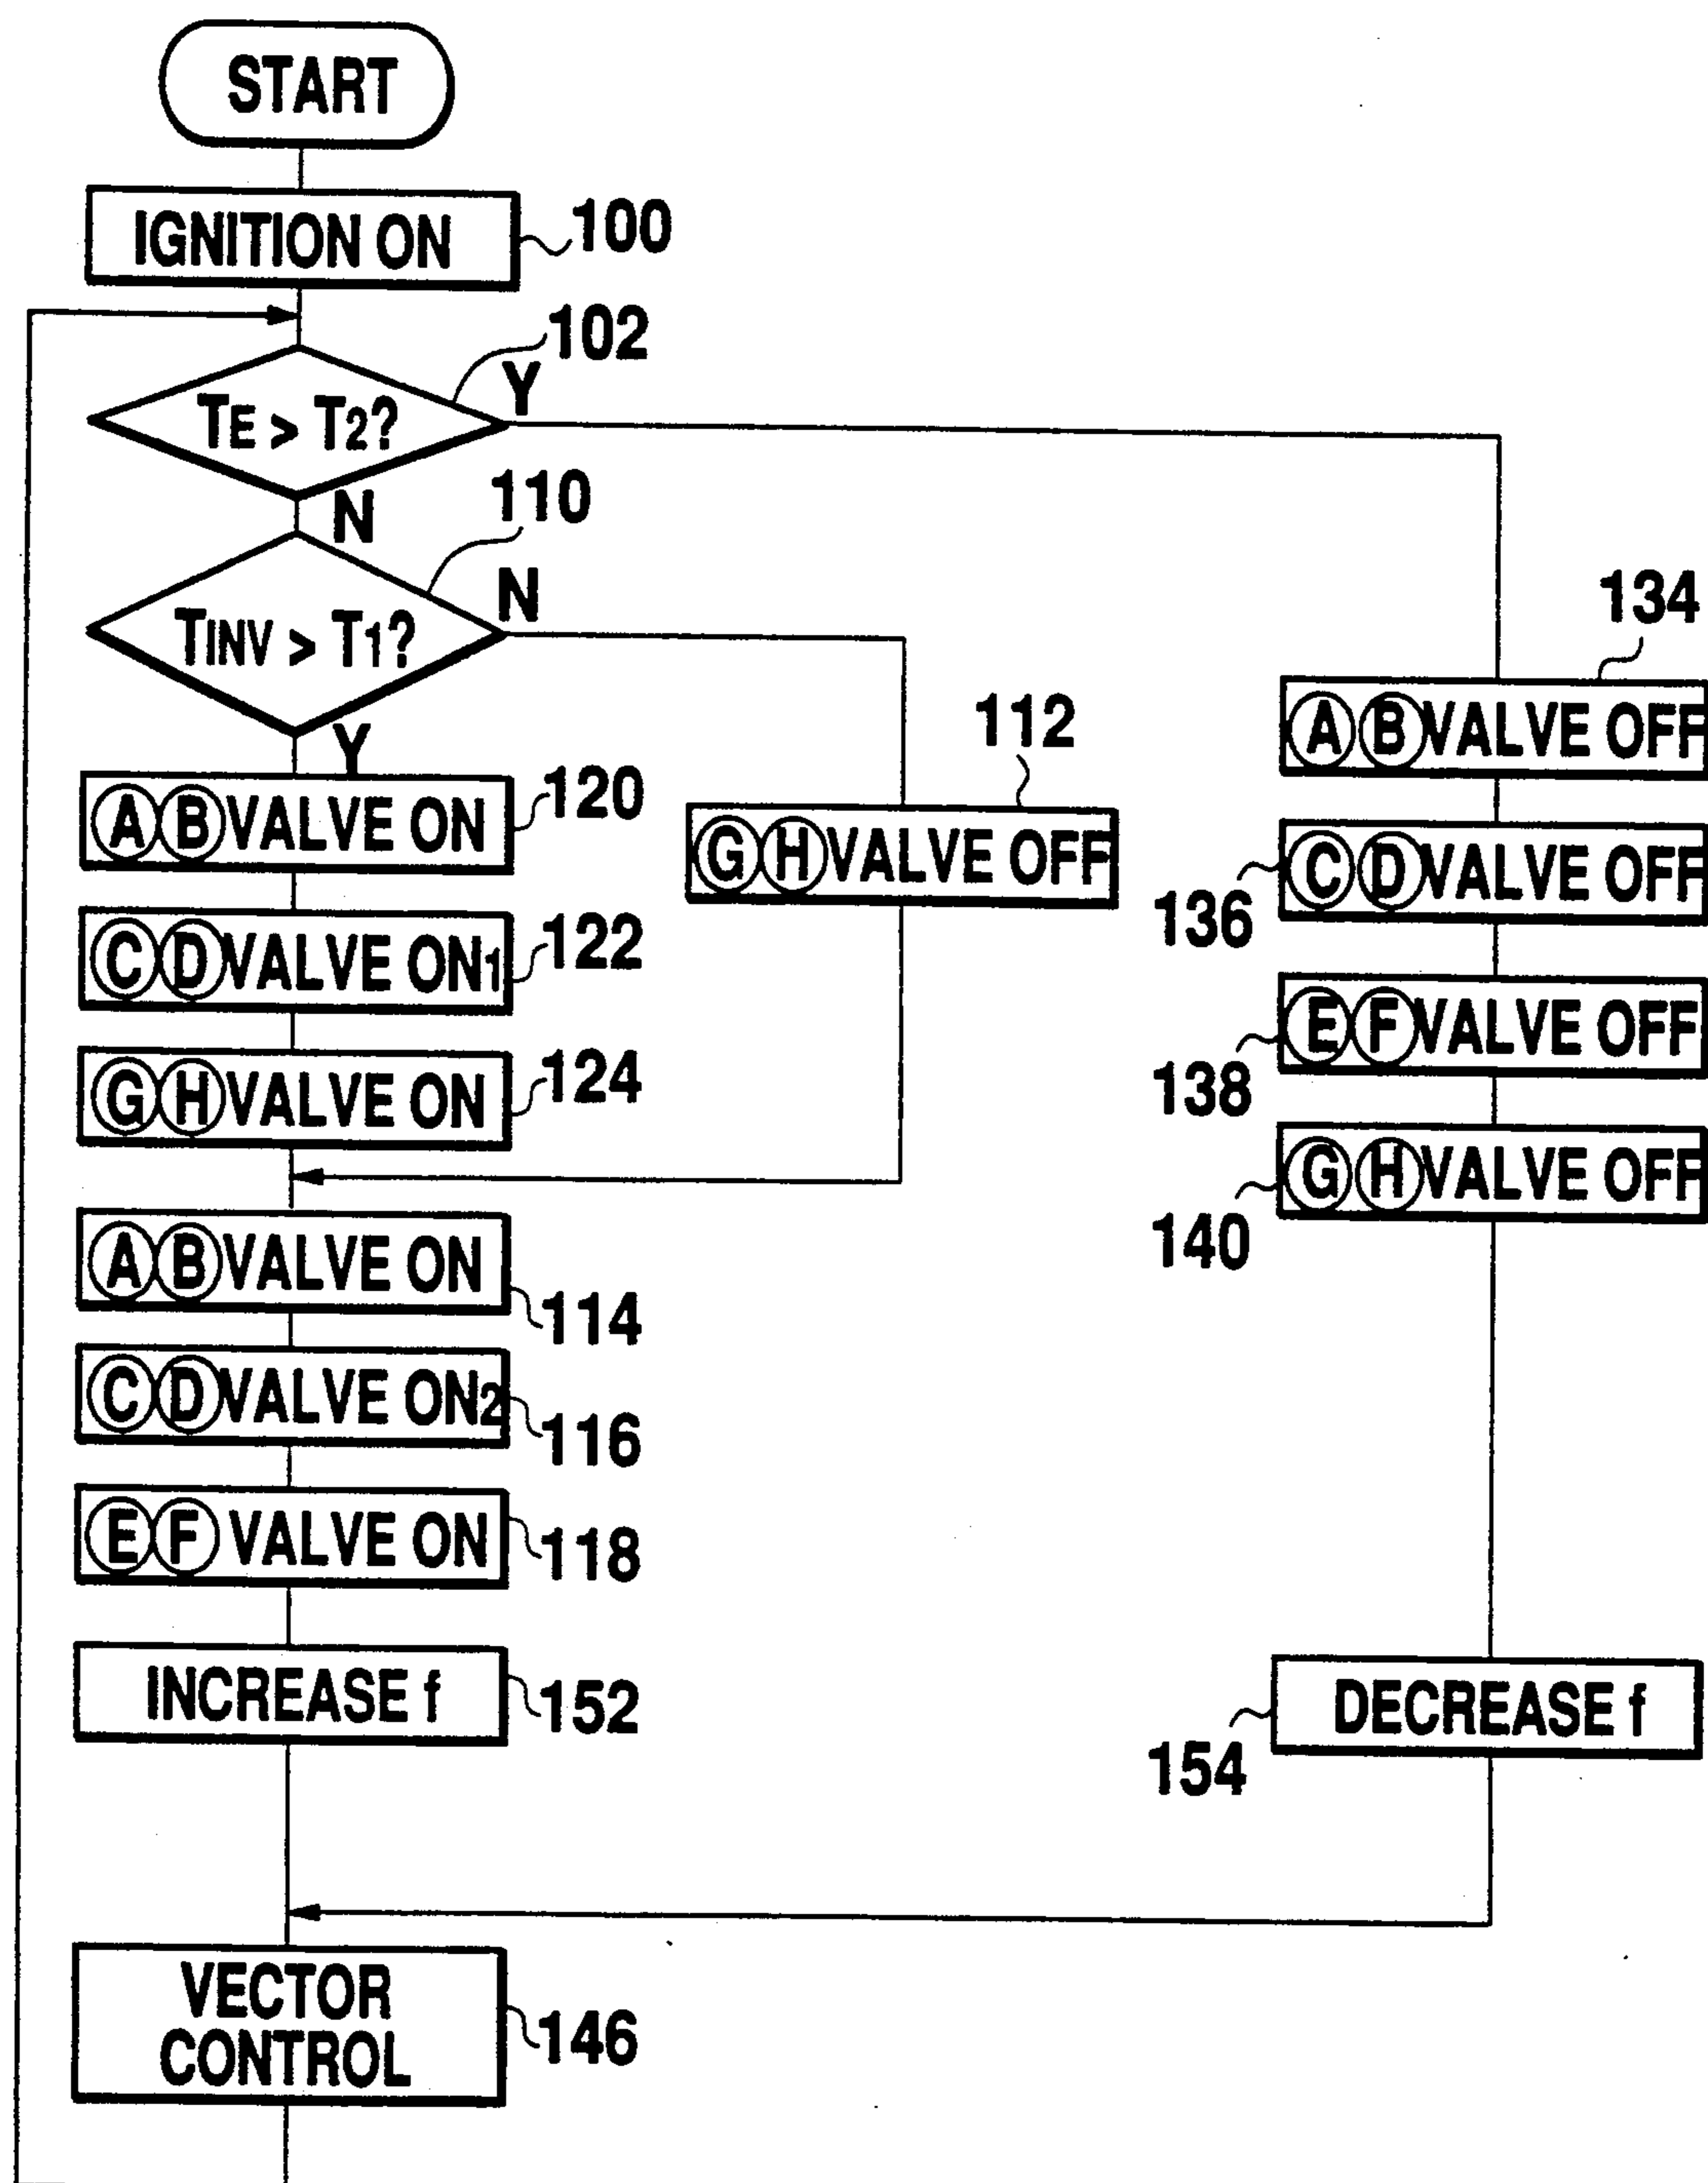 START
IGNITION ON
100
102
TE > T2?
Y
N
110
TINV > T1?
N
Y
134
Ⓐ Ⓑ VALVE OFF
112
Ⓖ Ⓗ VALVE OFF
Ⓐ Ⓑ VALVE ON
120
136
Ⓒ Ⓓ VALVE OFF
Ⓒ Ⓓ VALVE ON1
122
138
Ⓔ Ⓕ VALVE OFF
Ⓖ Ⓗ VALVE ON
124
140
Ⓖ Ⓗ VALVE OFF
Ⓐ Ⓑ VALVE ON
114
Ⓒ Ⓓ VALVE ON2
116
Ⓔ Ⓕ VALVE ON
118
INCREASE f
152
DECREASE f
154
VECTOR
CONTROL
146